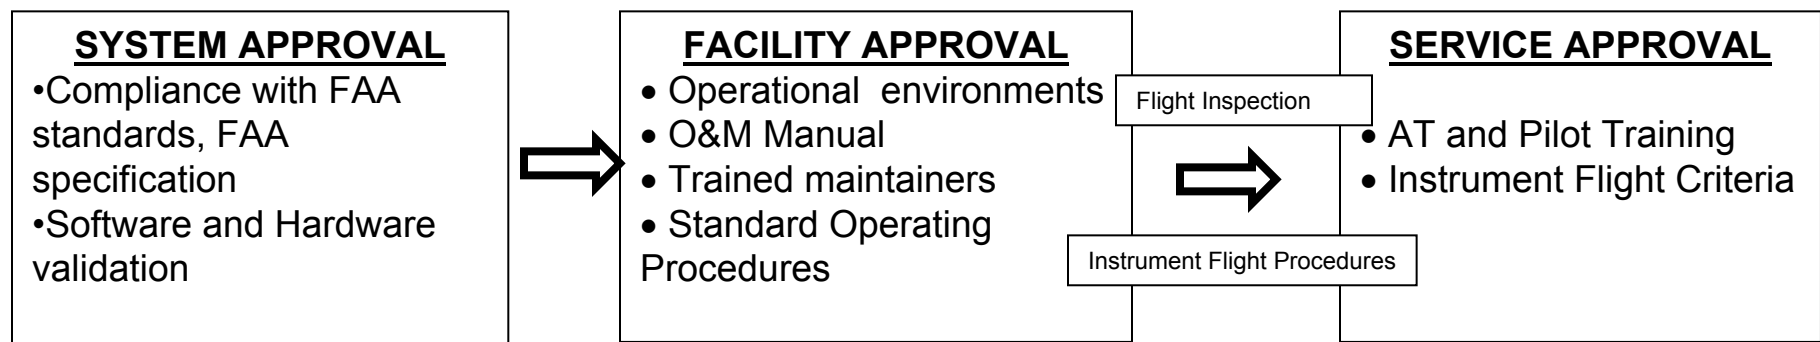 SYSTEM APPROVAL
•Compliance with FAA
standards, FAA
specification
•Software and Hardware
validation
FACILITY APPROVAL
• Operational  environments
• O&M Manual
• Trained maintainers
• Standard Operating
Procedures
Flight Inspection
Instrument Flight Procedures
SERVICE APPROVAL
• AT and Pilot Training
• Instrument Flight Criteria